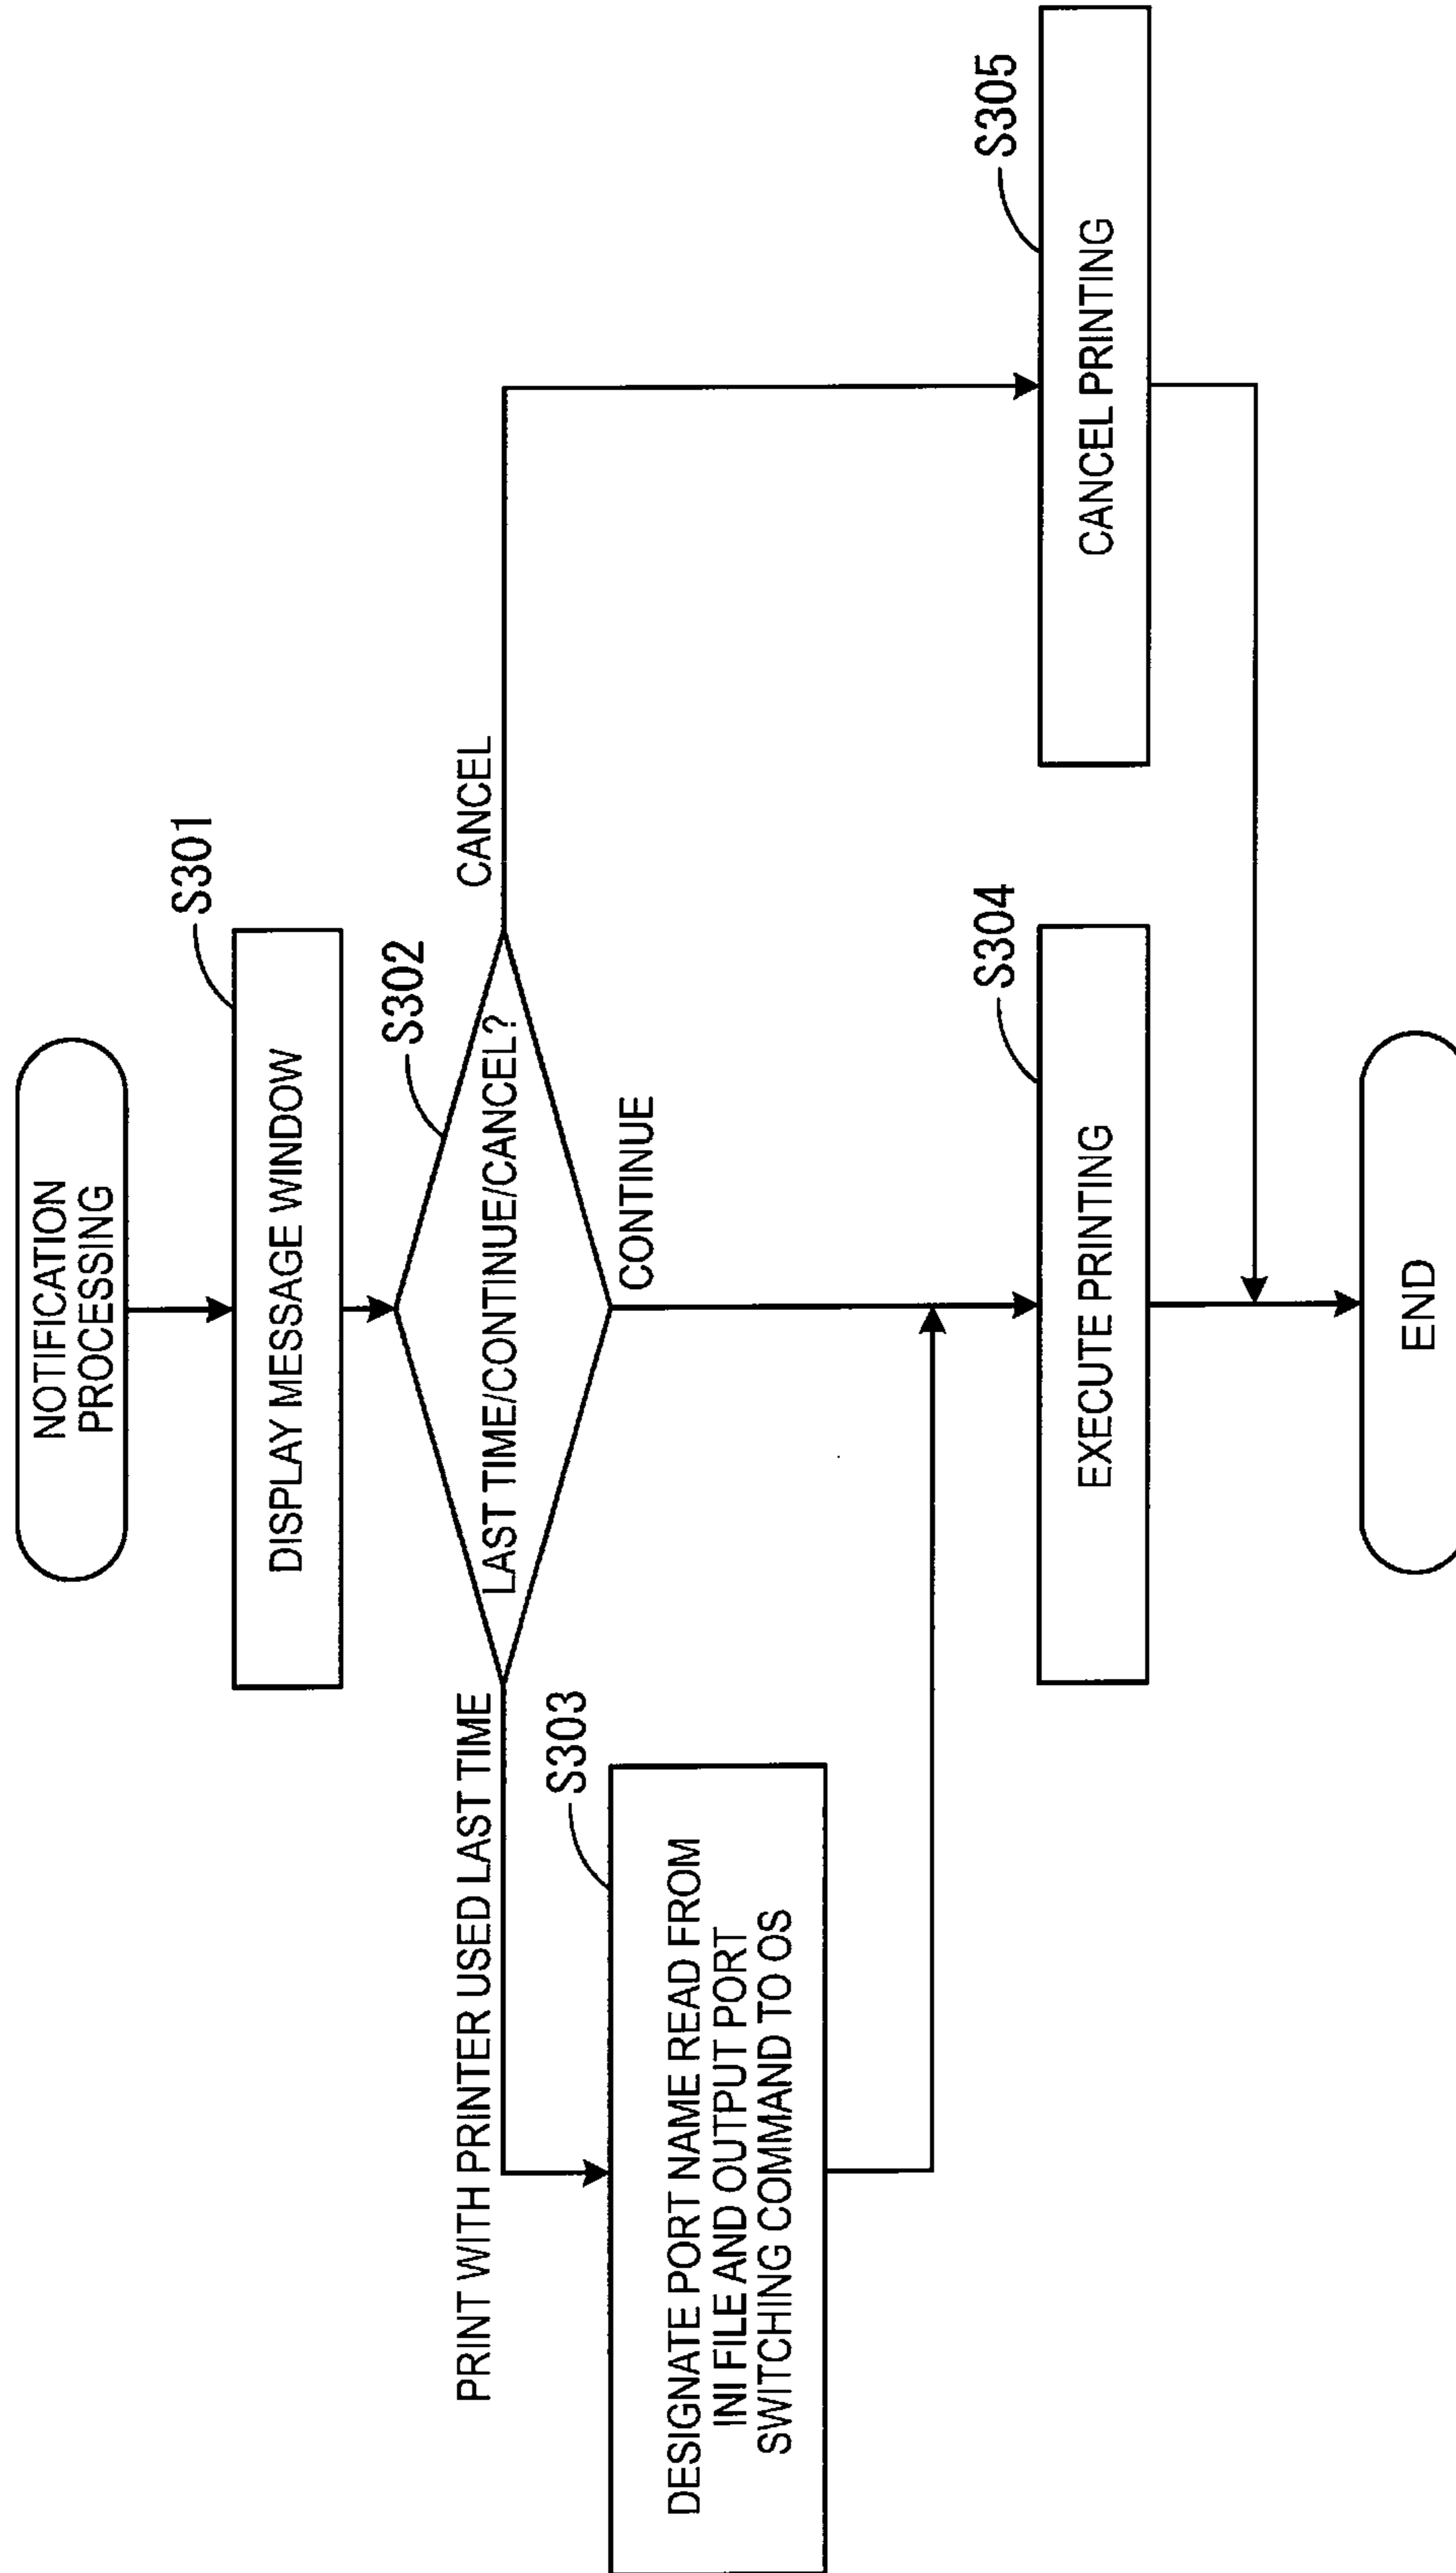 NOTIFICATION
PROCESSING
S301
DISPLAY MESSAGE WINDOW
S302
LAST TIME/CONTINUE/CANCEL?
PRINT WITH PRINTER USED LAST TIME
CANCEL
S303
DESIGNATE PORT NAME READ FROM
INI FILE AND OUTPUT PORT
SWITCHING COMMAND TO OS
CONTINUE
S304
EXECUTE PRINTING
S305
CANCEL PRINTING
END